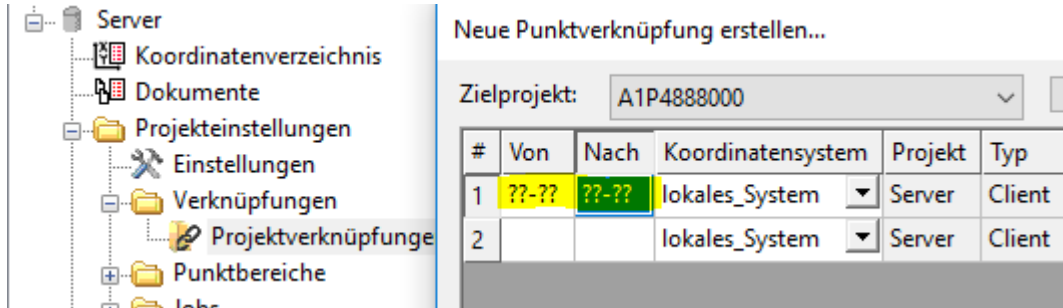 Server
Koordinatenverzeichnis
Dokumente
Projekteinstellungen
Einstellungen
Verknüpfungen
Projektverknüpfunge
Punktbereiche
Jobs
Neue Punktverknüpfung erstellen...
Zielprojekt: A1P4888000
# Von Nach Koordinatensystem Projekt Typ
1 ??-?? ??-?? lokales_System Server Client
2 lokales_System Server Client